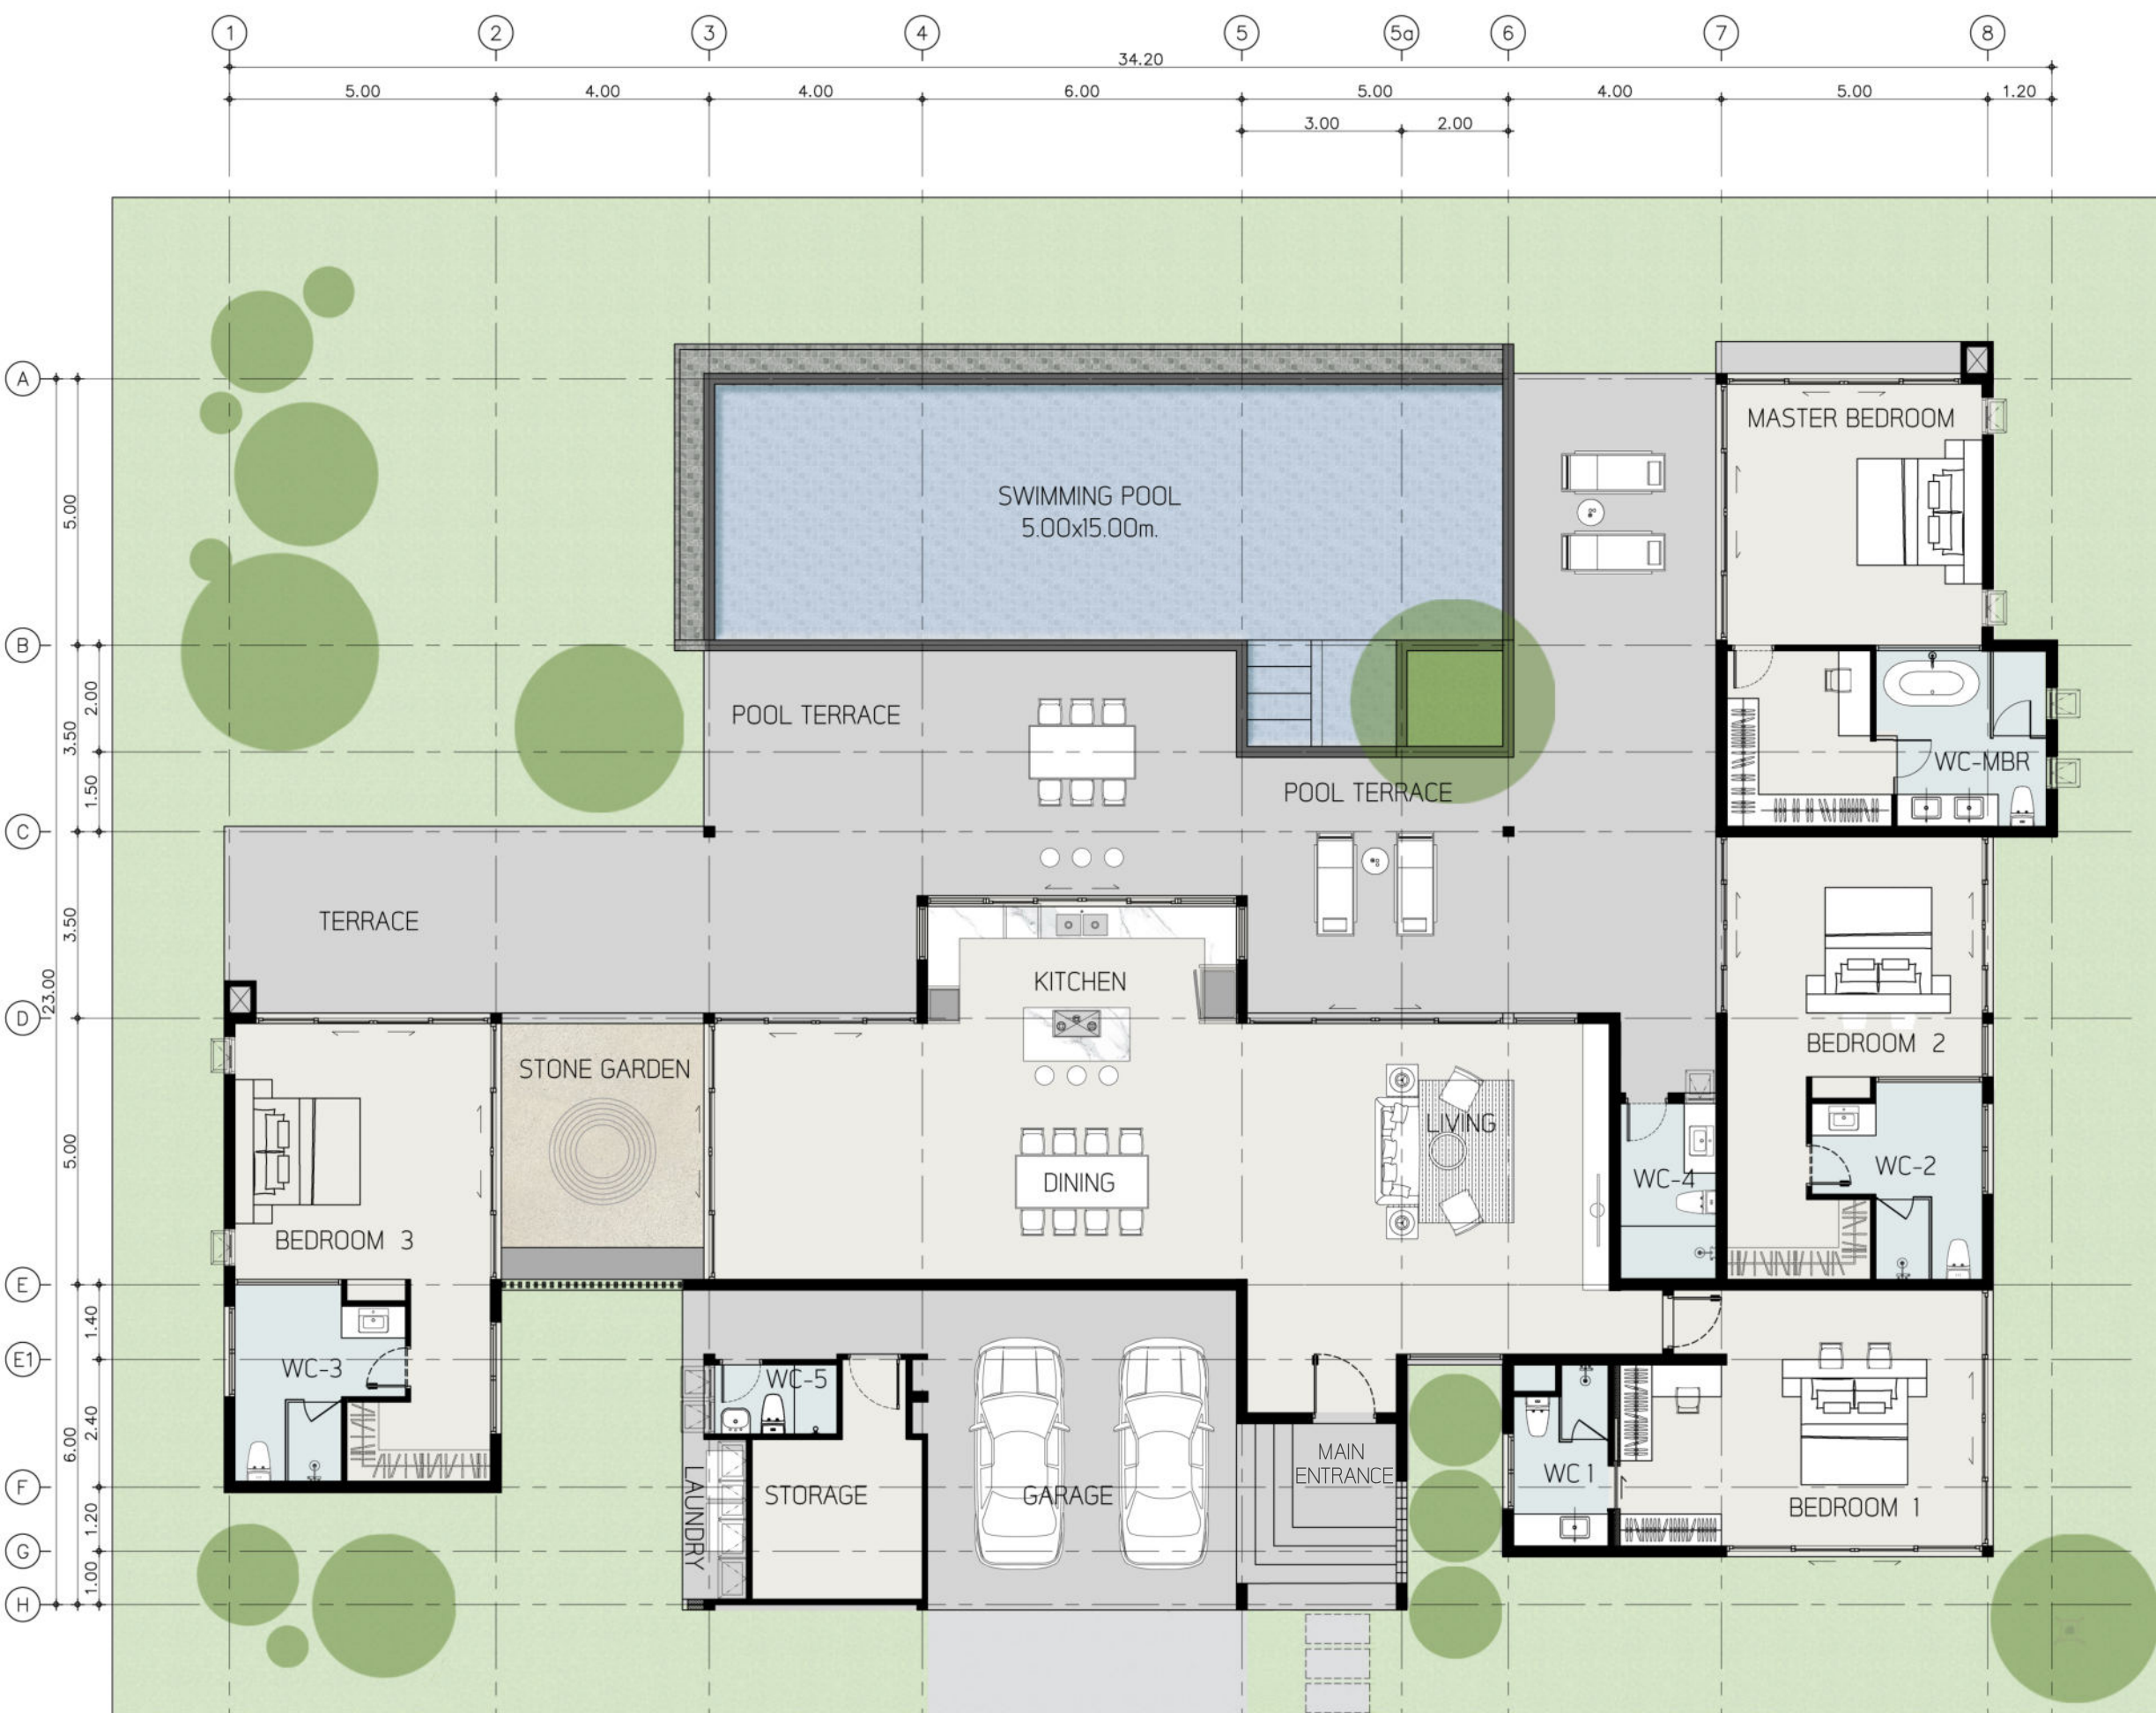 1 2 3 4 5 5a 6 7 8
34.20
5.00 4.00 4.00 6.00 5.00 4.00 5.00 1.20
3.00 2.00
A
MASTER BEDROOM
SWIMMING POOL
5.00x15.00m.
5.00
B
2.00
POOL TERRACE
3.50
WC-MBR
1.50
POOL TERRACE
C
3.50
TERRACE
KITCHEN
23.00
D
BEDROOM 2
STONE GARDEN
LIVING
5.00
WC-2
WC-4
DINING
BEDROOM 3
E
1.40
E1
WC-3
WC-5
2.40
6.00
MAIN
ENTRANCE
WC 1
F
LAUNDRY
STORAGE
GARAGE
BEDROOM 1
1.20
G
1.00
H